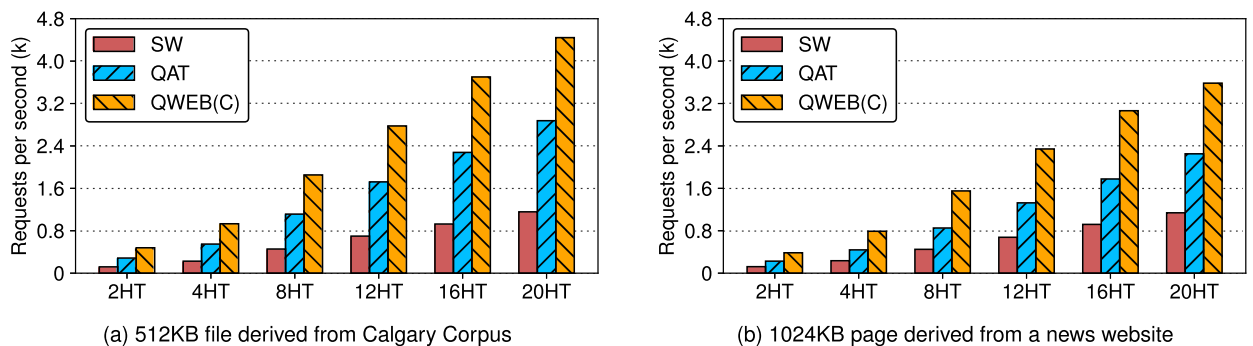 Requests per second (k)
4.8
4.0
3.2
2.4
1.6
0.8
0
SW
QAT
QWEB(C)
2HT 4HT 8HT 12HT 16HT 20HT
(a) 512KB file derived from Calgary Corpus
Requests per second (k)
4.8
4.0
3.2
2.4
1.6
0.8
0
SW
QAT
QWEB(C)
2HT 4HT 8HT 12HT 16HT 20HT
(b) 1024KB page derived from a news website